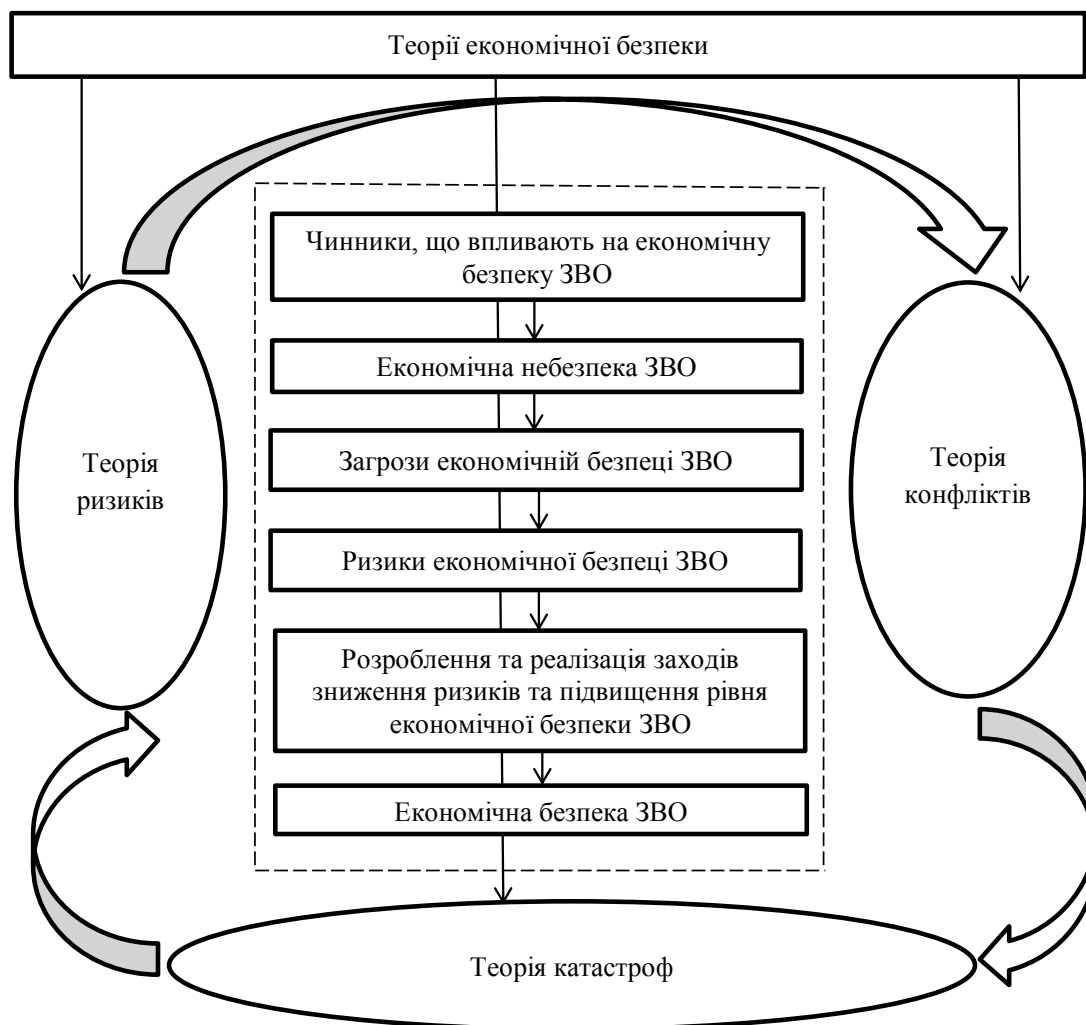 Теорії економічної безпеки
Чинники, що впливають на економічну
безпеку ЗВО
Економічна небезпека ЗВО
Загрози економічній безпеці ЗВО
Ризики економічної безпеці ЗВО
Розроблення та реалізація заходів
зниження ризиків та підвищення рівня
економічної безпеки ЗВО
Економічна безпека ЗВО
Теорія
ризиків
Теорія
конфліктів
Теорія катастроф